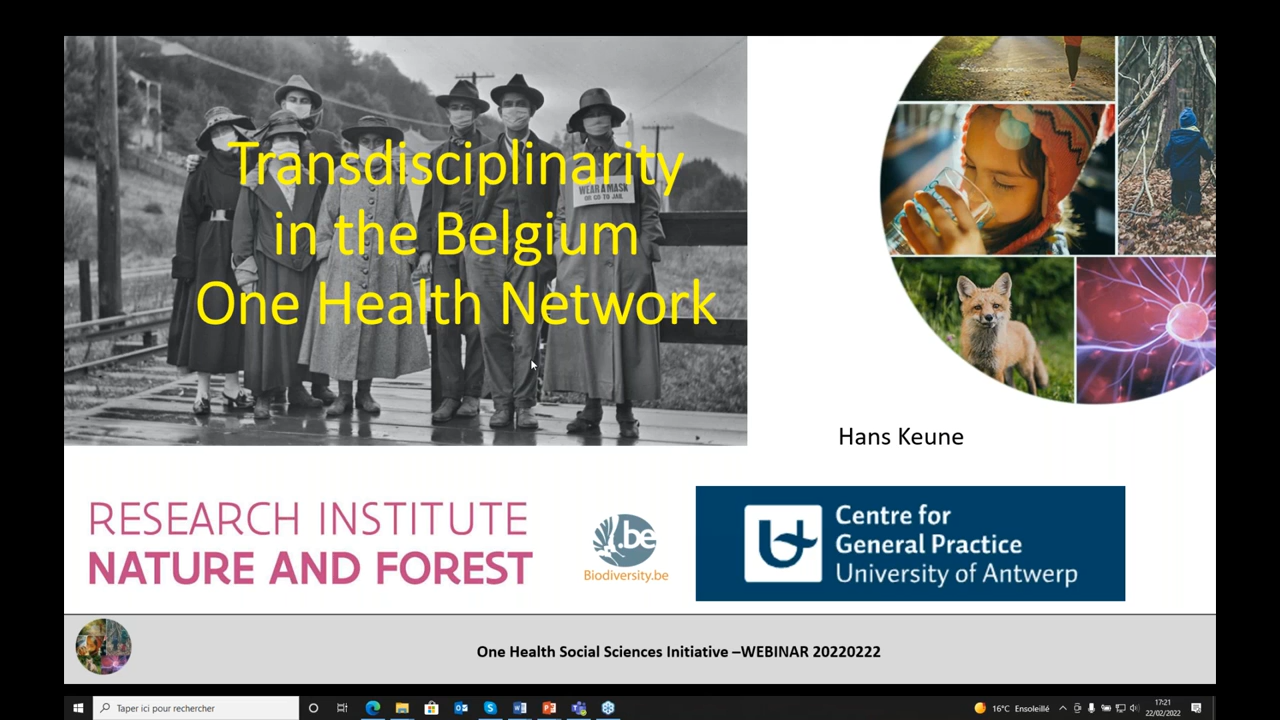 Transdisciplinarity
in the Belgium
One Health Network
WEAR A MASK
OR GO TO JAIL
Hans Keune
RESEARCH INSTITUTE
NATURE AND FOREST
.be
Biodiversity.be
Centre for
General Practice
University of Antwerp
One Health Social Sciences Initiative –WEBINAR 20220222
Taper ici pour rechercher
16°C Ensoleillé
17:21
22/02/2022